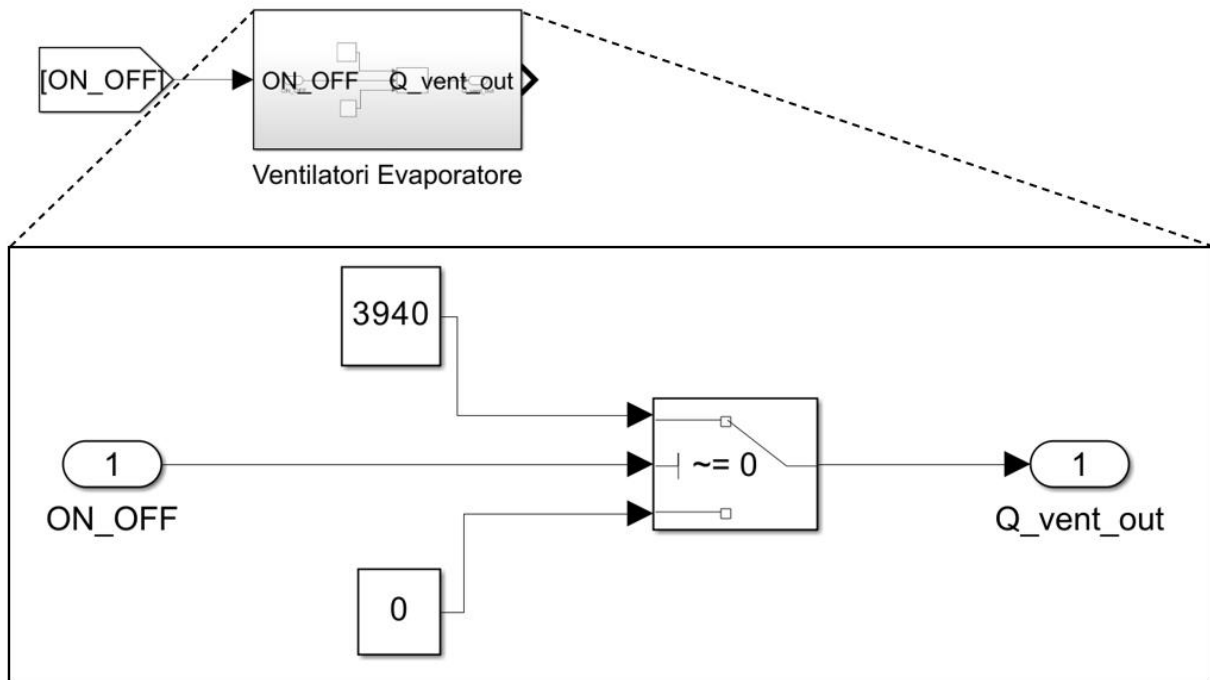 [ON_OFF]
ON_OFF Q_vent_out
Ventilatori Evaporatore
3940
1
~= 0
1
ON_OFF
Q_vent_out
0